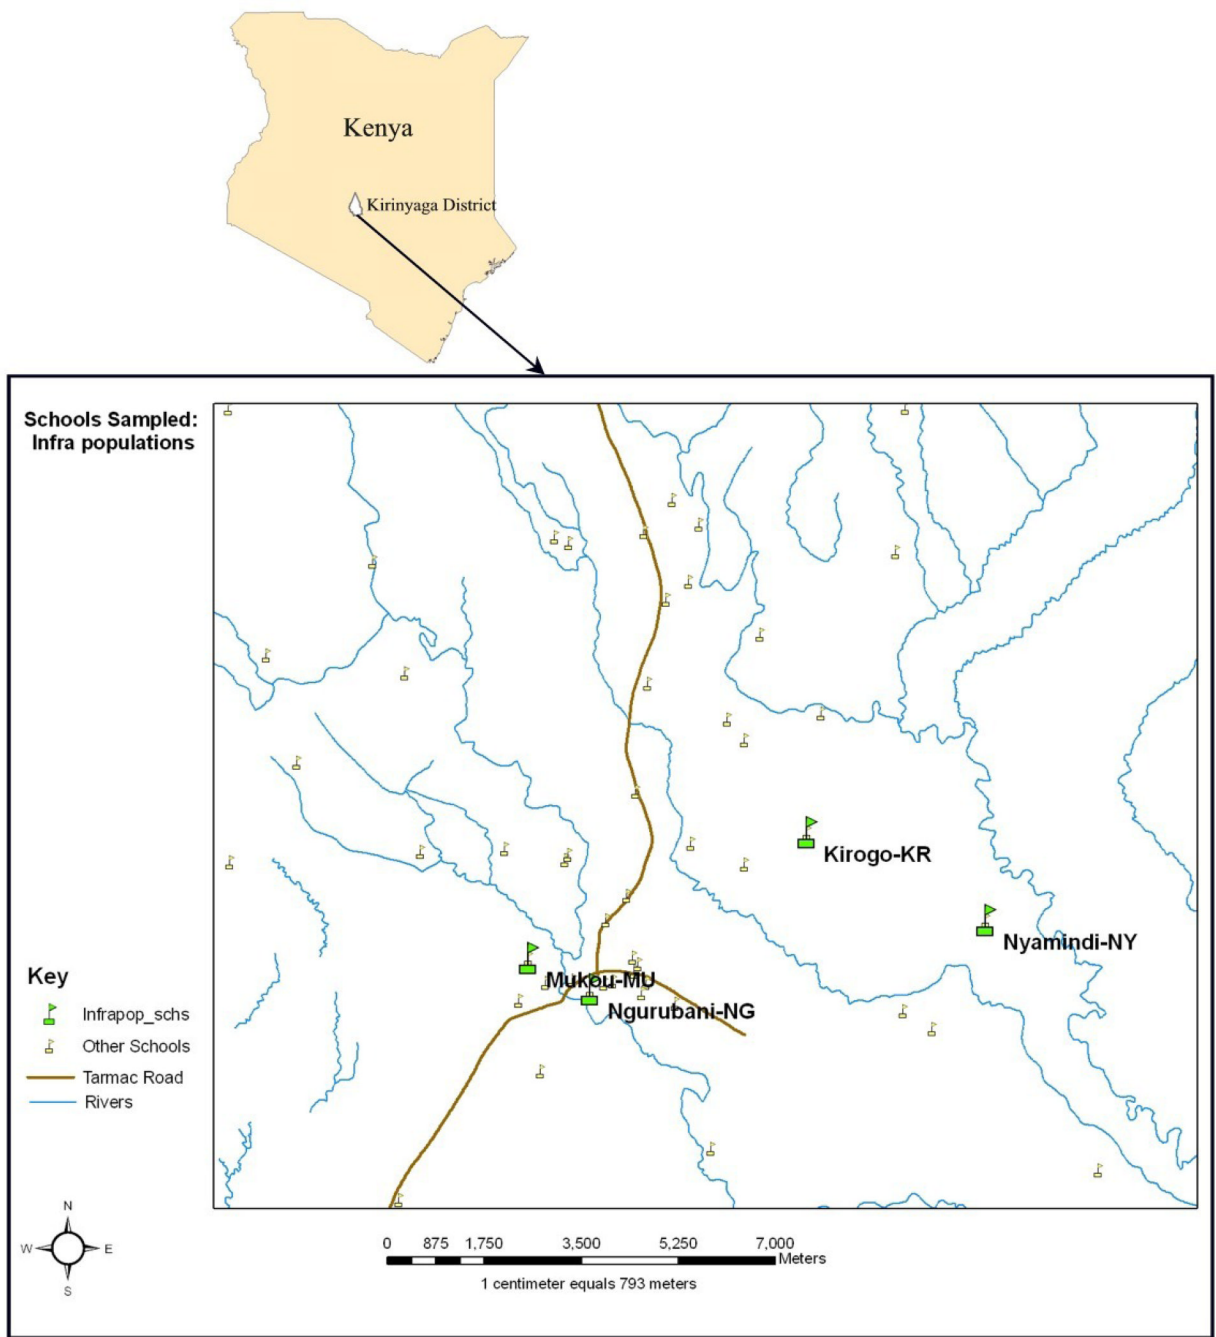 Kenya
Kirinyaga District
Schools Sampled:
Infra populations
Kirogo-KR
Nyamindi-NY
Mukou-MU
Ngurubani-NG
Key
Infrapop_schs
Other Schools
Tarmac Road
Rivers
N
W E
S
0 875 1,750 3,500 5,250 7,000
Meters
1 centimeter equals 793 meters